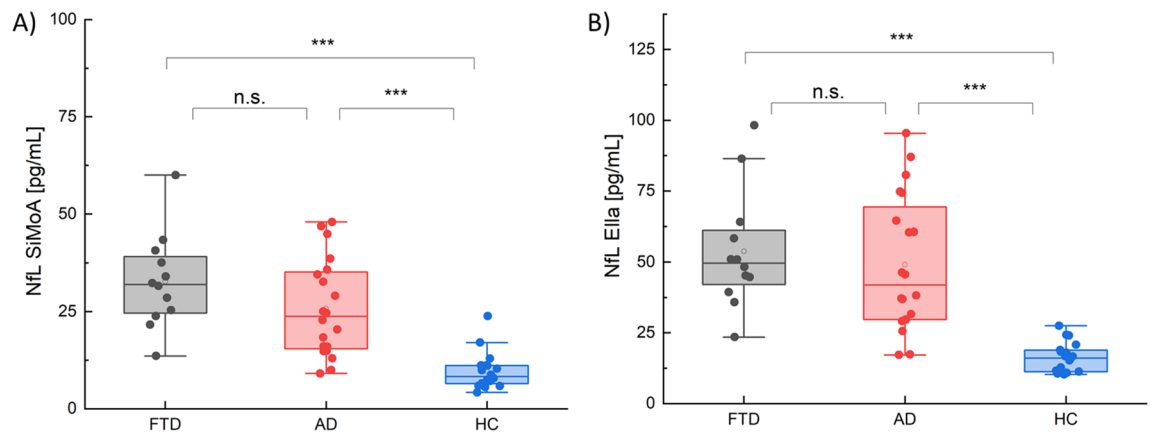 A)
NfL SiMoA [pg/mL]
100
75
50
25
0
***
n.s.
***
FTD
AD
HC
B)
NfL Ella [pg/mL]
125
100
75
50
25
0
***
n.s.
***
FTD
AD
HC